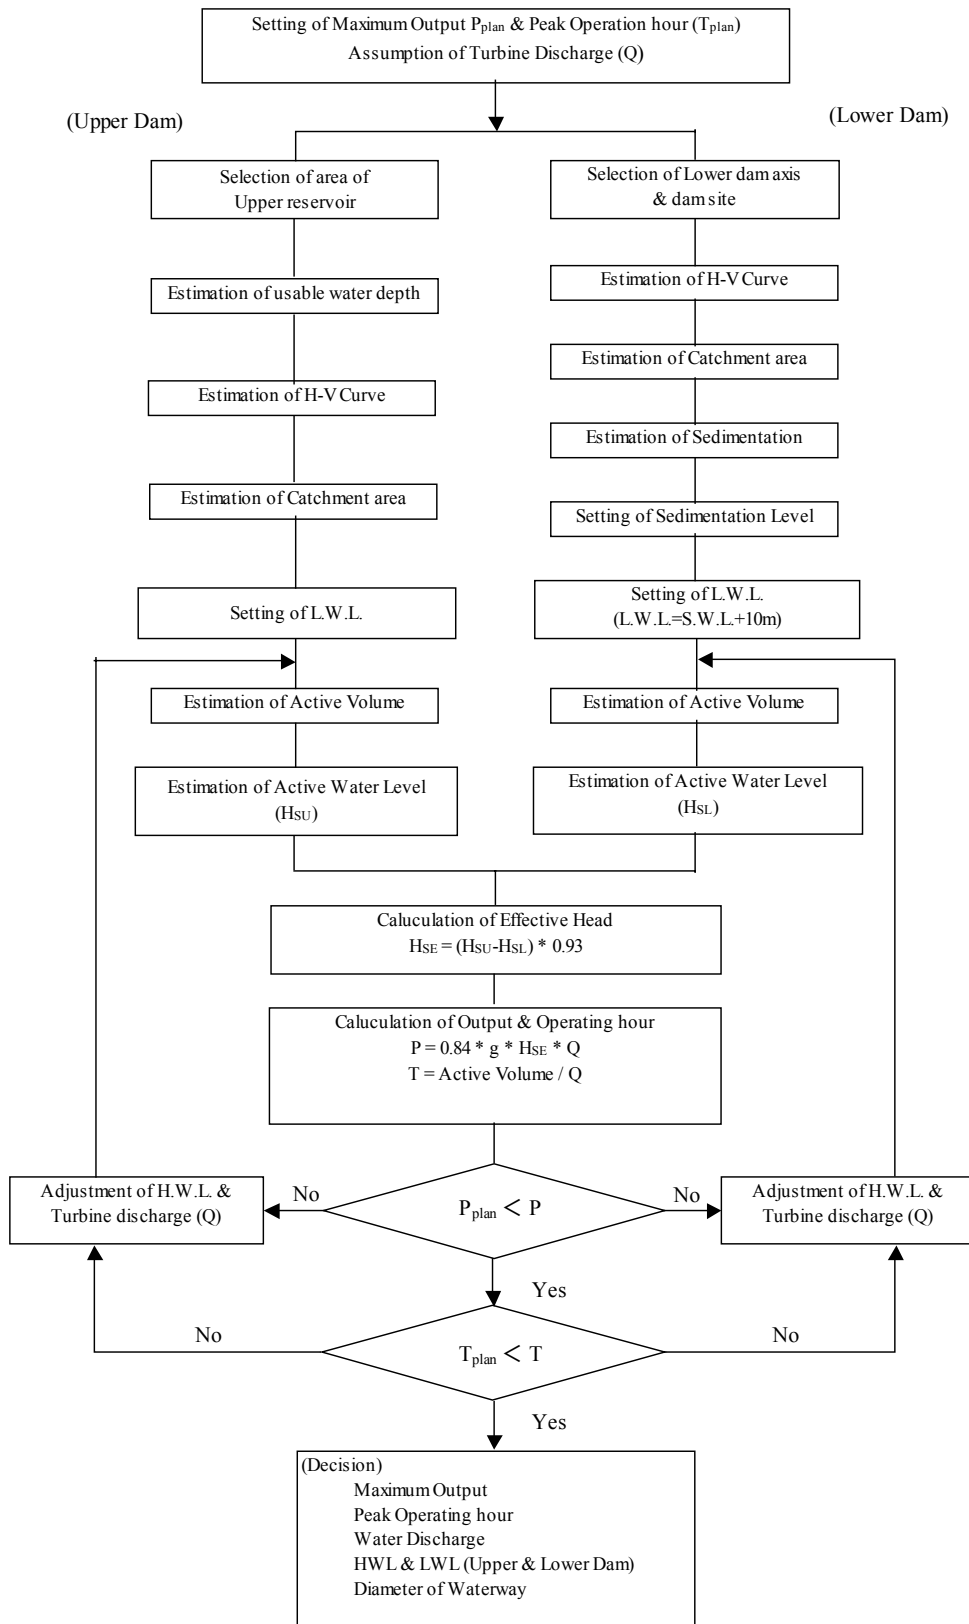 Setting of Maximum Output Pplan & Peak Operation hour (Tplan)
Assumption of Turbine Discharge (Q)
(Upper Dam)
(Lower Dam)
Selection of area of
Upper reservoir
Selection of Lower dam axis
& dam site
Estimation of usable water depth
Estimation of H-V Curve
Estimation of Catchment area
Estimation of H-V Curve
Estimation of Sedimentation
Estimation of Catchment area
Setting of Sedimentation Level
Setting of L.W.L.
Setting of L.W.L.
(L.W.L.=S.W.L.+10m)
Estimation of Active Volume
Estimation of Active Volume
Estimation of Active Water Level
(HSU)
Estimation of Active Water Level
(HSL)
Caluculation of Effective Head
HSE = (HSU-HSL) * 0.93
Caluculation of Output & Operating hour
P = 0.84 * g * HSE * Q
T = Active Volume / Q
Adjustment of H.W.L. &
Turbine discharge (Q)
No
Pplan < P
No
Adjustment of H.W.L. &
Turbine discharge (Q)
Yes
No
Tplan < T
No
Yes
(Decision)
Maximum Output
Peak Operating hour
Water Discharge
HWL & LWL (Upper & Lower Dam)
Diameter of Waterway